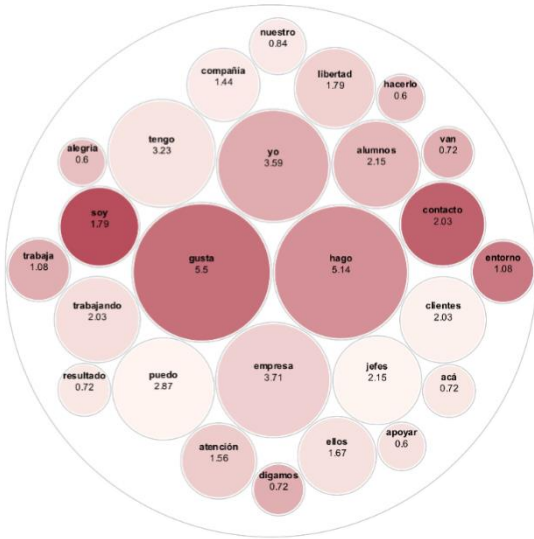 nuestro
0.84
compañia
1.44
libertad
1.79
hacerlo
0.6
tengo
3.23
yo
3.59
alumnos
2.15
van
0.72
alegria
0.6
soy
1.79
contacto
2.03
trabaja
1.08
gusta
5.5
hago
5.14
entorno
1.08
trabajando
2.03
clientes
2.03
resultado
0.72
puedo
2.87
empresa
3.71
jefes
2.15
acá
0.72
atención
1.56
ellos
1.67
apoyar
0.6
digamos
0.72